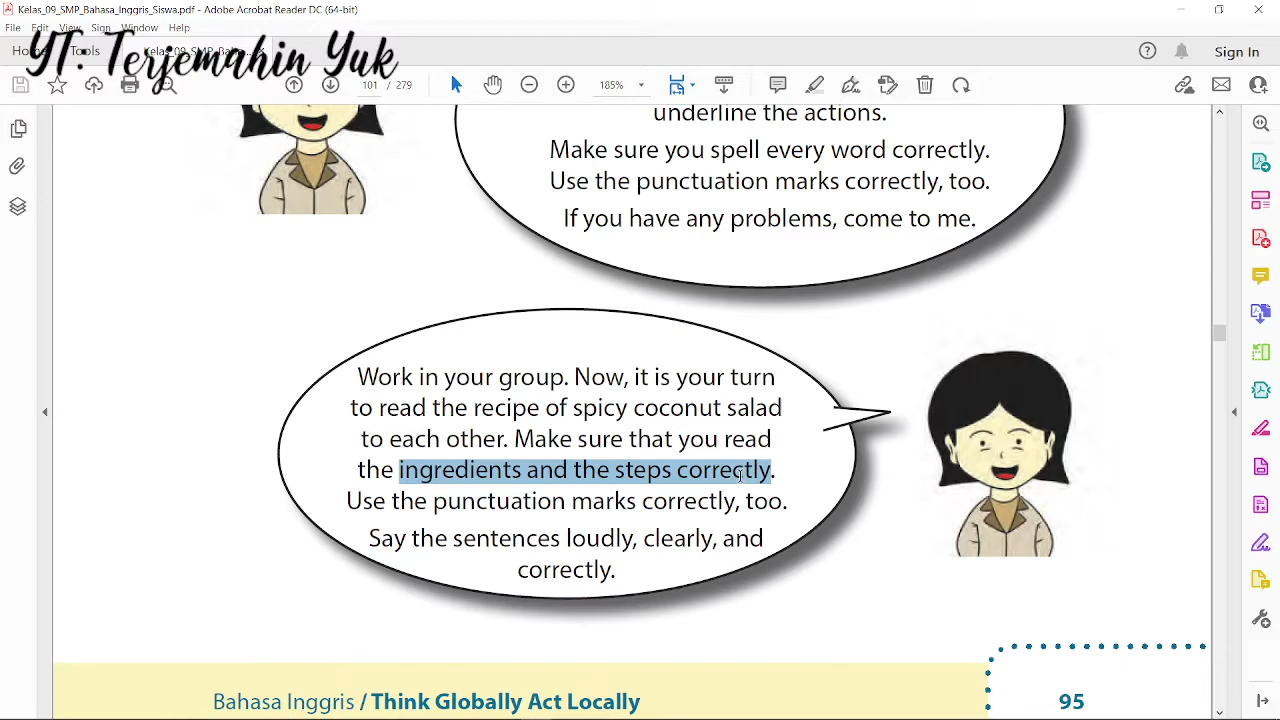 Kelas_09_SMP_Bahasa_Inggris_Siswa.pdf - Adobe Acrobat Reader DC (64-bit)
File Edit View Sign Window Help
YT: Terjemahin Yuk
Home Tools Kelas_09_SMP_Baha...
Sign In
101 / 279
185%
underline the actions.
Make sure you spell every word correctly.
Use the punctuation marks correctly, too.
If you have any problems, come to me.
Work in your group. Now, it is your turn
to read the recipe of spicy coconut salad
to each other. Make sure that you read
the ingredients and the steps correctly.
Use the punctuation marks correctly, too.
Say the sentences loudly, clearly, and
correctly.
Bahasa Inggris / Think Globally Act Locally
95